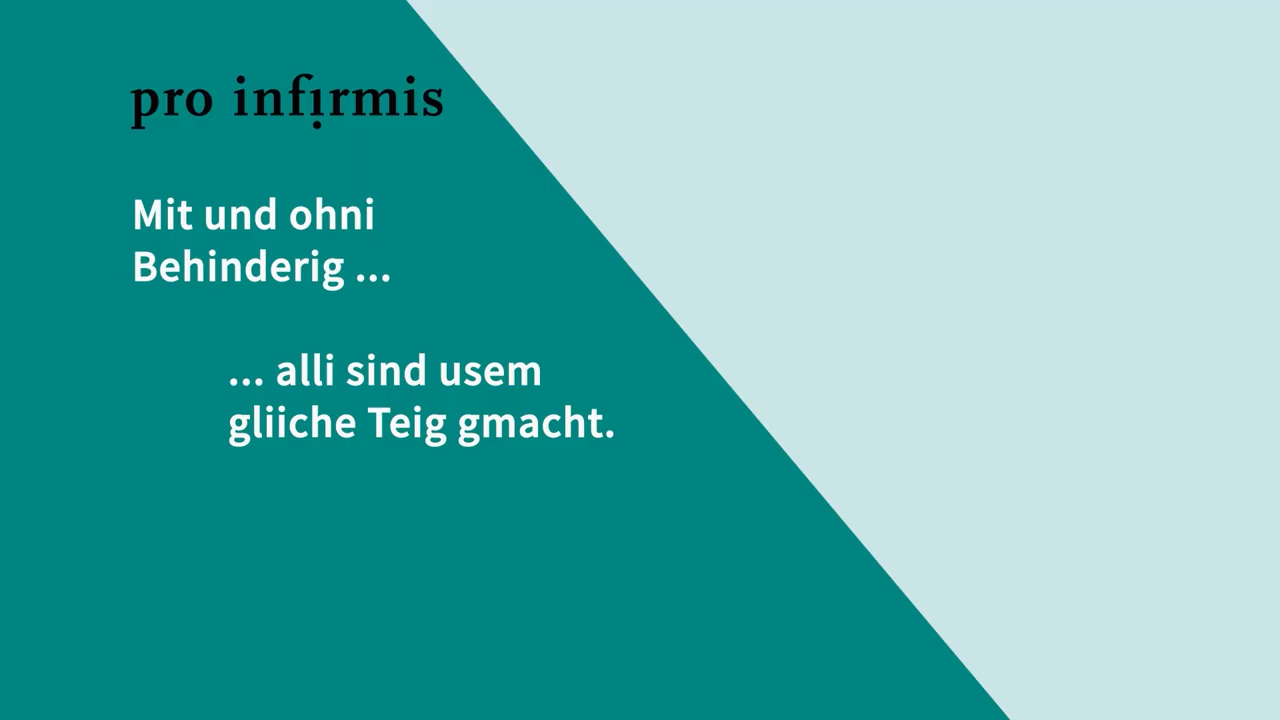 pro infirmis
Mit und ohni
Behinderig ...
... alli sind usem
gliiche Teig gmacht.